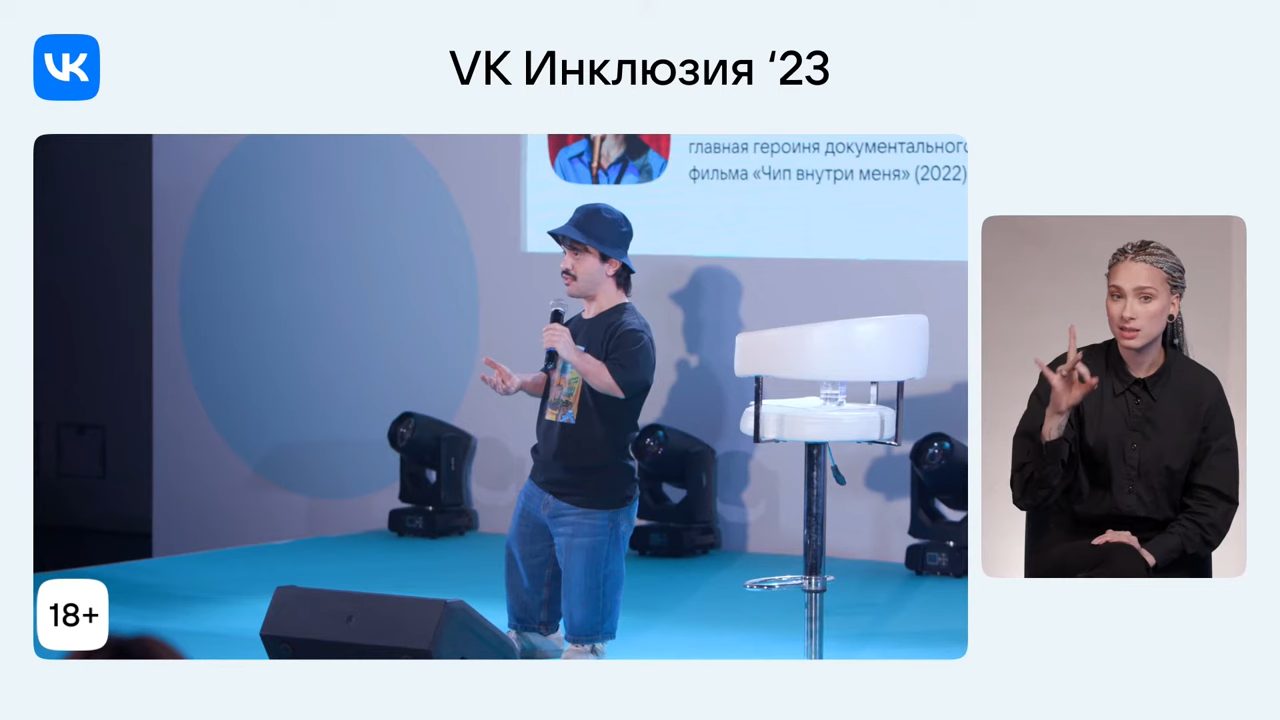 VK
VK Инклюзия ‘23
главная героиня документального
фильма «Чип внутри меня» (2022)
18+